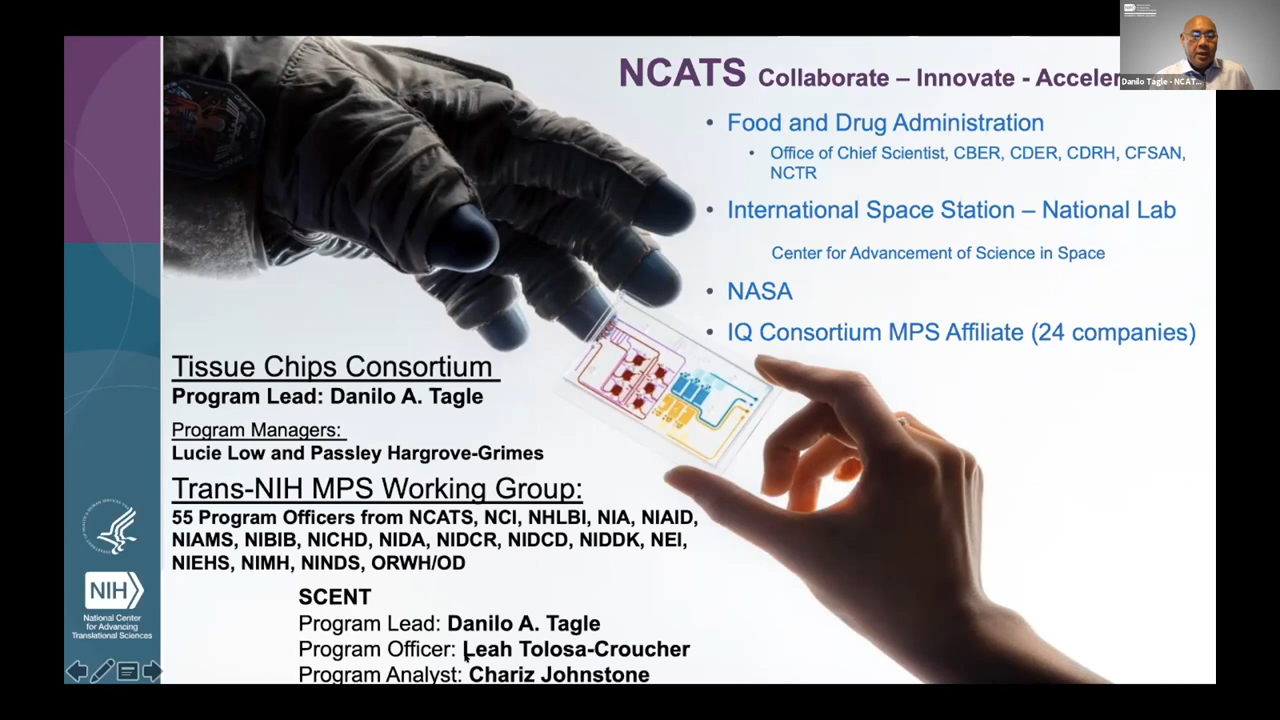 NCATS Collaborate – Innovate - Acceler
Danilo Tagle - NCAT...
• Food and Drug Administration
• Office of Chief Scientist, CBER, CDER, CDRH, CFSAN,
NCTR
• International Space Station – National Lab
Center for Advancement of Science in Space
• NASA
• IQ Consortium MPS Affiliate (24 companies)
Tissue Chips Consortium
Program Lead: Danilo A. Tagle
Program Managers:
Lucie Low and Passley Hargrove-Grimes
Trans-NIH MPS Working Group:
55 Program Officers from NCATS, NCI, NHLBI, NIA, NIAID,
NIAMS, NIBIB, NICHD, NIDA, NIDCR, NIDCD, NIDDK, NEI,
NIEHS, NIMH, NINDS, ORWH/OD
SCENT
Program Lead: Danilo A. Tagle
Program Officer: Leah Tolosa-Croucher
Program Analyst: Chariz Johnstone
NIH
National Center
for Advancing
Translational Sciences
NIH